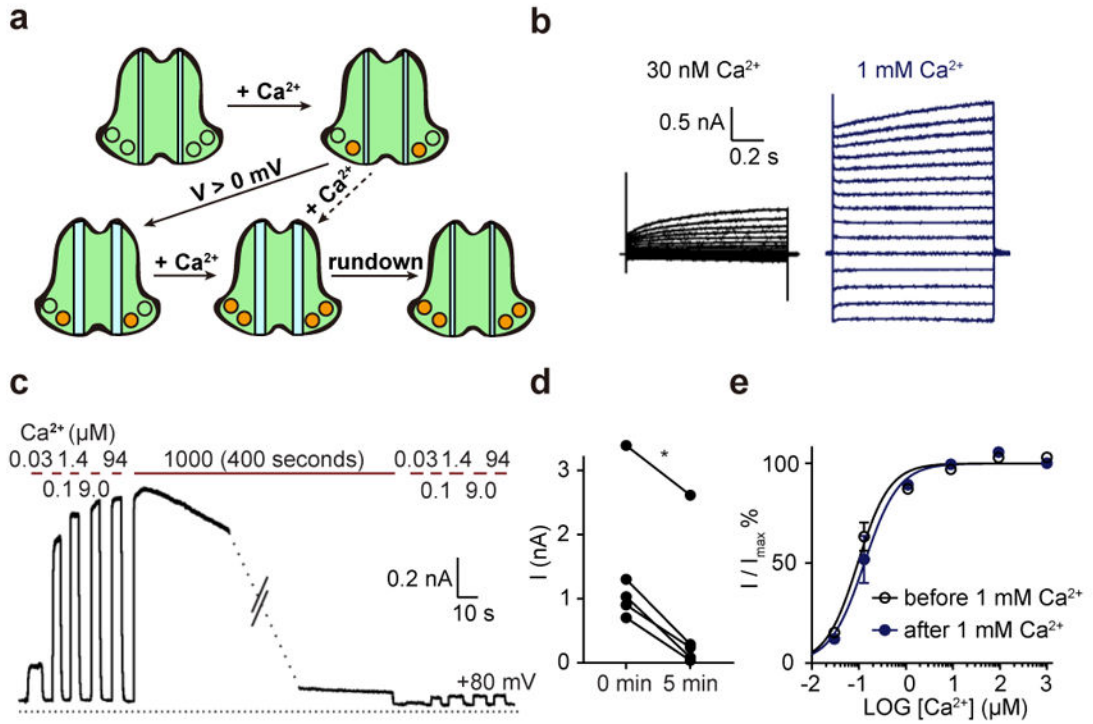 a
+ Ca²⁺
V > 0 mV
+ Ca²⁺
+ Ca²⁺
rundown
b
30 nM Ca²⁺
1 mM Ca²⁺
0.5 nA
0.2 s
c
Ca²⁺ (µM)
0.03 1.4 94 1000 (400 seconds) 0.03 1.4 94
0.1 9.0 0.1 9.0
0.2 nA
10 s
+80 mV
d
*
3
2
1
0
I (nA)
0 min 5 min
e
100
50
0
I / Imax %
before 1 mM Ca²⁺
after 1 mM Ca²⁺
-2 -1 0 1 2 3
LOG [Ca²⁺] (µM)